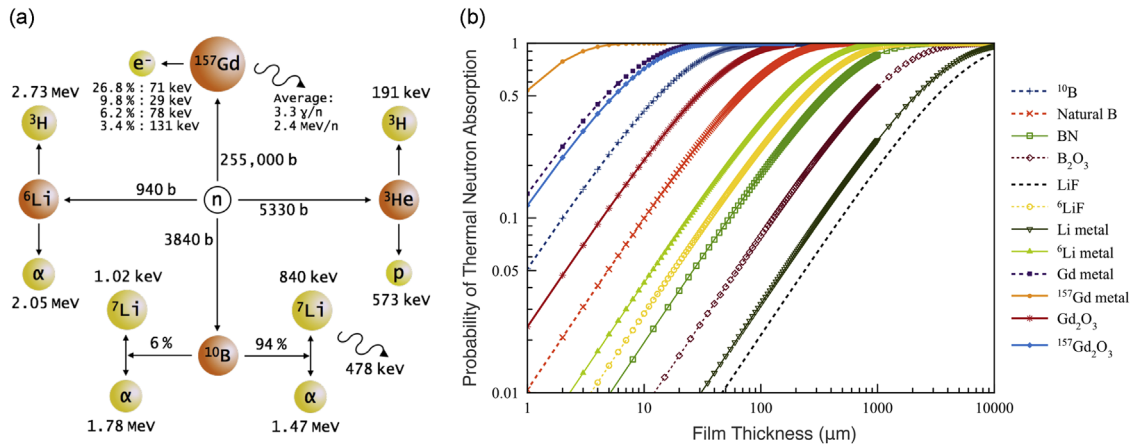 (a)
e⁻
¹⁵⁷Gd
26.8% : 71 keV
9.8% : 29 keV
6.2% : 78 keV
3.4% : 131 keV
Average:
3.3 γ/n
2.4 MeV/n
2.73 MeV
³H
191 keV
³H
255,000 b
⁶Li
940 b
n
5330 b
³He
3840 b
α
2.05 MeV
p
573 keV
1.02 keV
⁷Li
840 keV
⁷Li
6%
¹⁰B
94%
478 keV
α
1.78 MeV
α
1.47 MeV
(b)
Probability of Thermal Neutron Absorption
1
0.5
0.1
0.05
0.01
1
10
100
1000
10000
Film Thickness (μm)
¹⁰B
Natural B
BN
B₂O₃
LiF
⁶LiF
Li metal
⁶Li metal
Gd metal
¹⁵⁷Gd metal
Gd₂O₃
¹⁵⁷Gd₂O₃